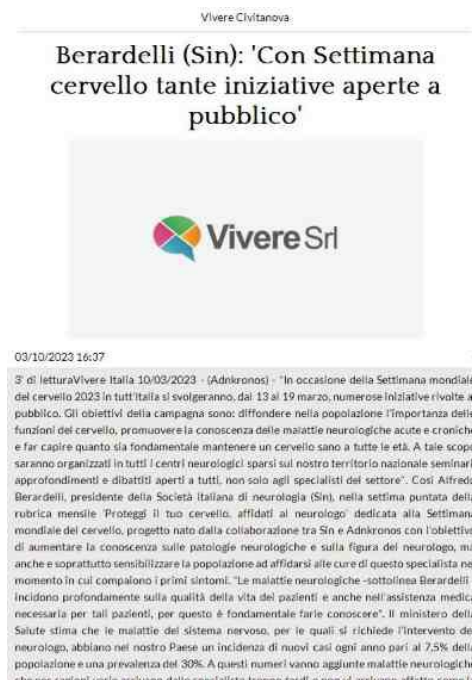 Vivere Civitanova
Berardelli (Sin): 'Con Settimana
cervello tante iniziative aperte a
pubblico'
Vivere Srl
03/10/2023 16:37
3' di letturaVivere Italia 10/03/2023 - (Adnkronos) - "In occasione della Settimana mondiale
del cervello 2023 in tutt'Italia si svolgeranno, dal 13 al 19 marzo, numerose iniziative rivolte a
pubblico. Gli obiettivi della campagna sono: diffondere nella popolazione l'importanza delle
funzioni del cervello, promuovere la conoscenza delle malattie neurologiche acute e croniche
e far capire quanto sia fondamentale mantenere un cervello sano a tutte le età. A tale scopo
saranno organizzati in tutti i centri neurologici sparsi sul nostro territorio nazionale seminari
approfondimenti e dibattiti aperti a tutti, non solo agli specialisti del settore". Così Alfredo
Berardelli, presidente della Società italiana di neurologia (Sin), nella settima puntata della
rubrica mensile 'Proteggi il tuo cervello, affidati al neurologo' dedicata alla Settimana
mondiale del cervello, progetto nato dalla collaborazione tra Sin e Adnkronos con l'obiettivo
di aumentare la conoscenza sulle patologie neurologiche e sulla figura del neurologo, ma
anche e soprattutto sensibilizzare la popolazione ad affidarsi alle cure di questo specialista nel
momento in cui compaiono i primi sintomi. "Le malattie neurologiche -sottolinea Berardelli
incidono profondamente sulla qualità della vita dei pazienti e anche nell'assistenza medica
necessaria per tali pazienti, per questo è fondamentale farle conoscere". Il ministero della
Salute stima che le malattie del sistema nervoso, per le quali si richiede l'intervento del
neurologo, abbiano nel nostro Paese un incidenza di nuovi casi ogni anno pari al 7,5% della
popolazione e una prevalenza del 30%. A questi numeri vanno aggiunte malattie neurologiche